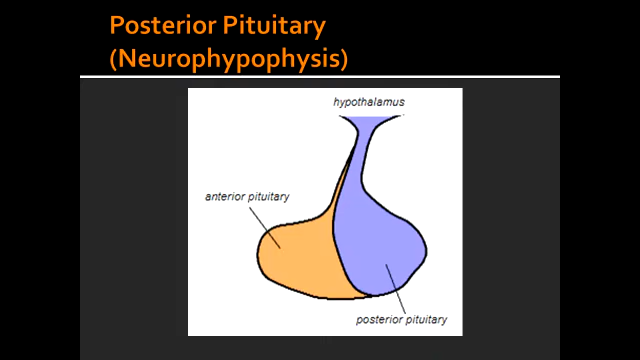 Posterior Pituitary
(Neurophypophysis)
hypothalamus
anterior pituitary
posterior pituitary